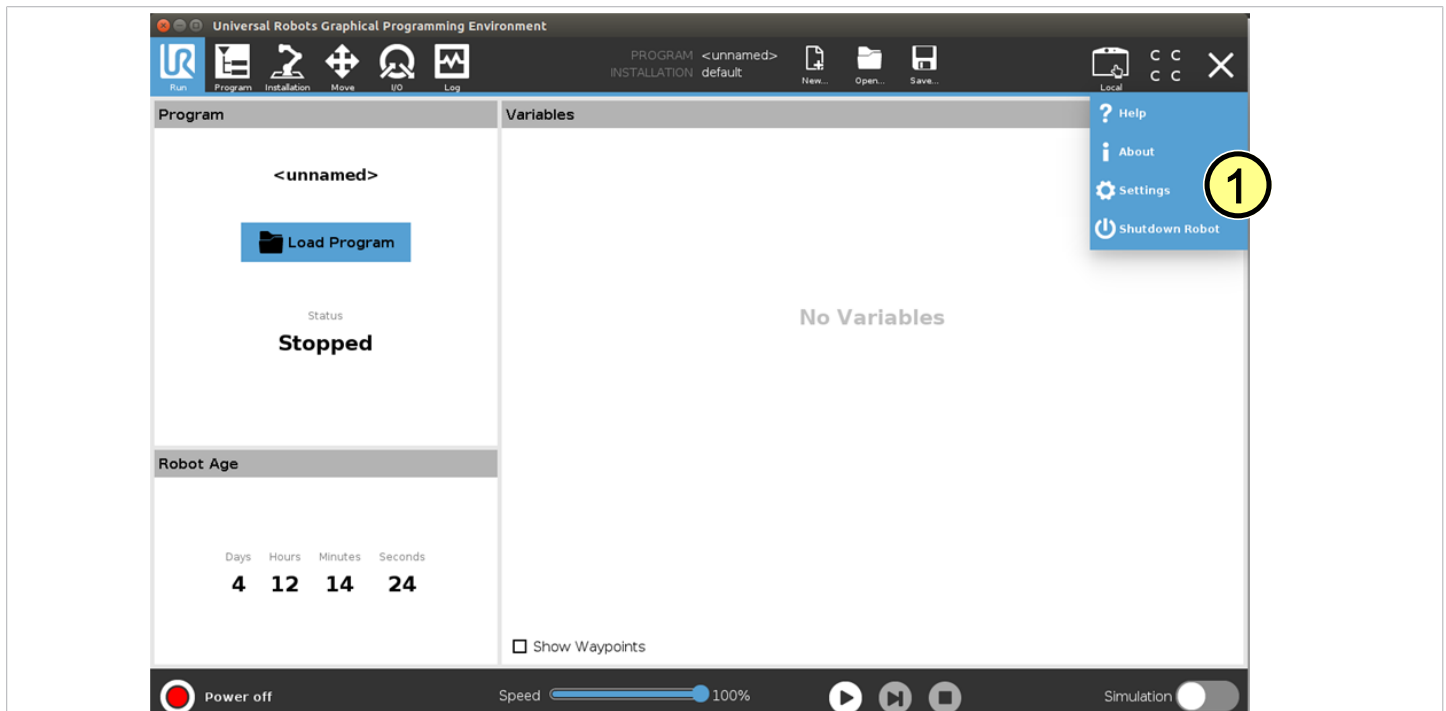 Universal Robots Graphical Programming Environment
PROGRAM <unnamed>
INSTALLATION default
C C
C C
Run Program Installation Move I/O Log
New... Open... Save...
Local
Program
Variables
? Help
i About
Settings
Shutdown Robot
1
<unnamed>
Load Program
Status
Stopped
No Variables
Robot Age
Days Hours Minutes Seconds
4 12 14 24
Show Waypoints
Power off
Speed 100%
Simulation